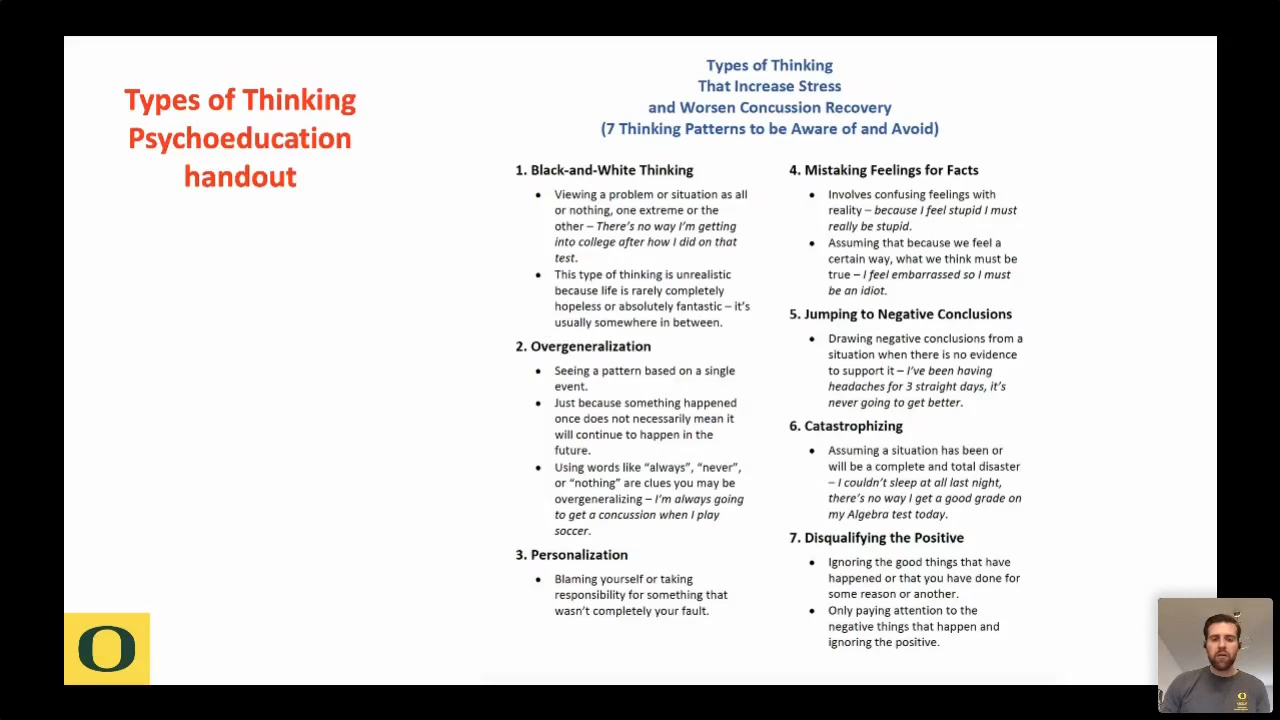 Types of Thinking
Psychoeducation
handout
Types of Thinking
That Increase Stress
and Worsen Concussion Recovery
(7 Thinking Patterns to be Aware of and Avoid)
1. Black-and-White Thinking
• Viewing a problem or situation as all
or nothing, one extreme or the
other – There's no way I'm getting
into college after how I did on that
test.
• This type of thinking is unrealistic
because life is rarely completely
hopeless or absolutely fantastic – it's
usually somewhere in between.
2. Overgeneralization
• Seeing a pattern based on a single
event.
• Just because something happened
once does not necessarily mean it
will continue to happen in the
future.
• Using words like “always”, “never”,
or “nothing” are clues you may be
overgeneralizing – I'm always going
to get a concussion when I play
soccer.
3. Personalization
• Blaming yourself or taking
responsibility for something that
wasn't completely your fault.
4. Mistaking Feelings for Facts
• Involves confusing feelings with
reality – because I feel stupid I must
really be stupid.
• Assuming that because we feel a
certain way, what we think must be
true – I feel embarrassed so I must
be an idiot.
5. Jumping to Negative Conclusions
• Drawing negative conclusions from a
situation when there is no evidence
to support it – I've been having
headaches for 3 straight days, it's
never going to get better.
6. Catastrophizing
• Assuming a situation has been or
will be a complete and total disaster
– I couldn't sleep at all last night,
there's no way I get a good grade on
my Algebra test today.
7. Disqualifying the Positive
• Ignoring the good things that have
happened or that you have done for
some reason or another.
• Only paying attention to the
negative things that happen and
ignoring the positive.
O